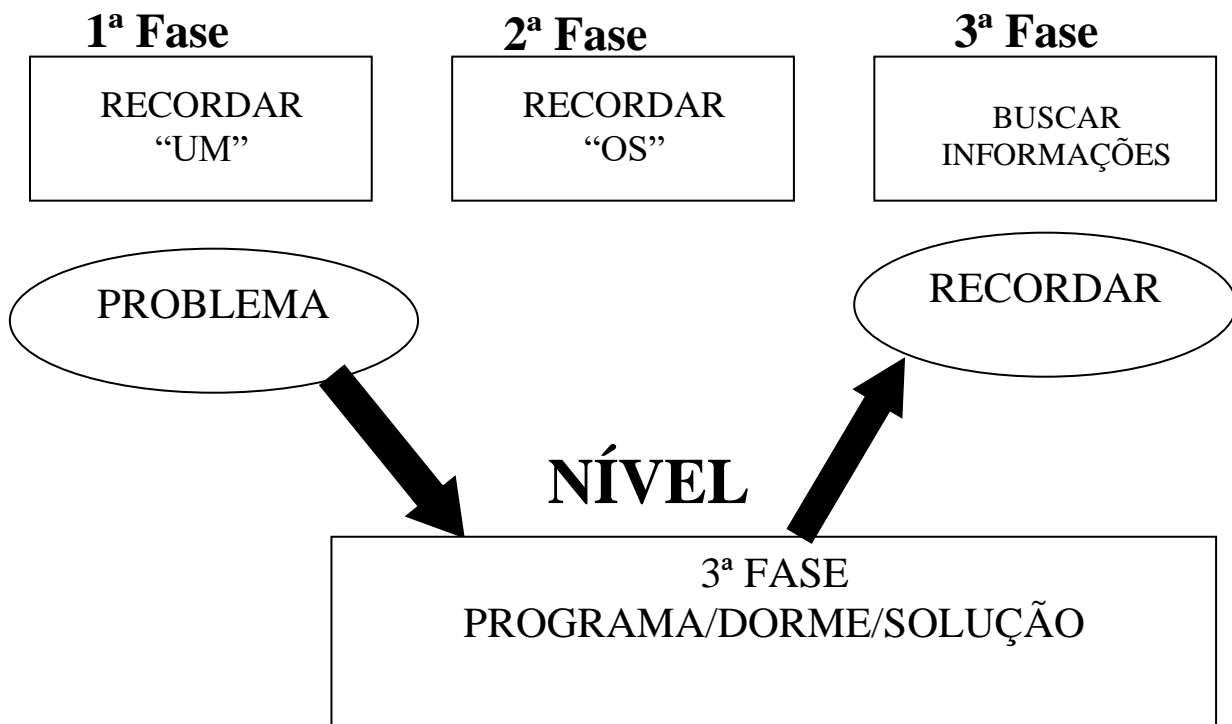 1ª Fase
2ª Fase
3ª Fase
RECORDAR
“UM”
RECORDAR
“OS”
BUSCAR
INFORMAÇÕES
PROBLEMA
RECORDAR
NÍVEL
3ª FASE
PROGRAMA/DORME/SOLUÇÃO